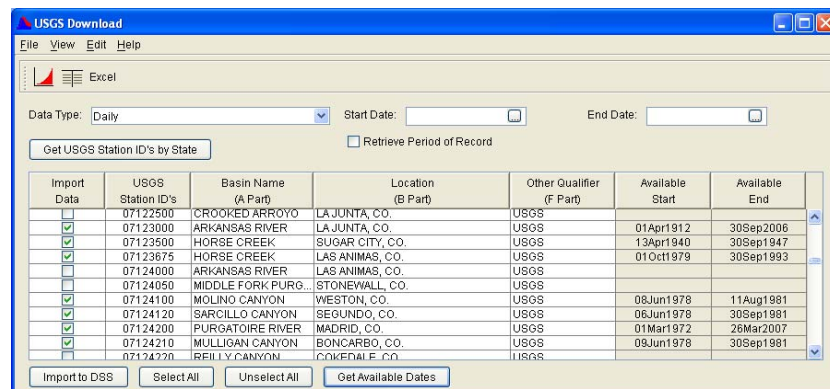 USGS Download
File View Edit Help
Excel
Data Type: Daily Start Date: ... End Date: ...
Get USGS Station ID's by State Retrieve Period of Record
Import USGS Basin Name Location Other Qualifier Available Available
Data Station ID's (A Part) (B Part) (F Part) Start End
07122500 CROOKED ARROYO LA JUNTA, CO. USGS
07123000 ARKANSAS RIVER LA JUNTA, CO. USGS 01Apr1912 30Sep2006
07123500 HORSE CREEK SUGAR CITY, CO. USGS 13Apr1940 30Sep1947
07123675 HORSE CREEK LAS ANIMAS, CO. USGS 01Oct1979 30Sep1993
07124000 ARKANSAS RIVER LAS ANIMAS, CO. USGS
07124050 MIDDLE FORK PURG... STONEWALL, CO. USGS
07124100 MOLINO CANYON WESTON, CO. USGS 08Jun1978 11Aug1981
07124120 SARCILLO CANYON SEGUNDO, CO. USGS 06Jun1978 30Sep1981
07124200 PURGATOIRE RIVER MADRID, CO. USGS 01Mar1972 26Mar2007
07124210 MULLIGAN CANYON BONCARBO, CO. USGS 09Jun1978 30Sep1981
07124220 REILLY CANYON COKEDALE, CO. USGS
Import to DSS Select All Unselect All Get Available Dates